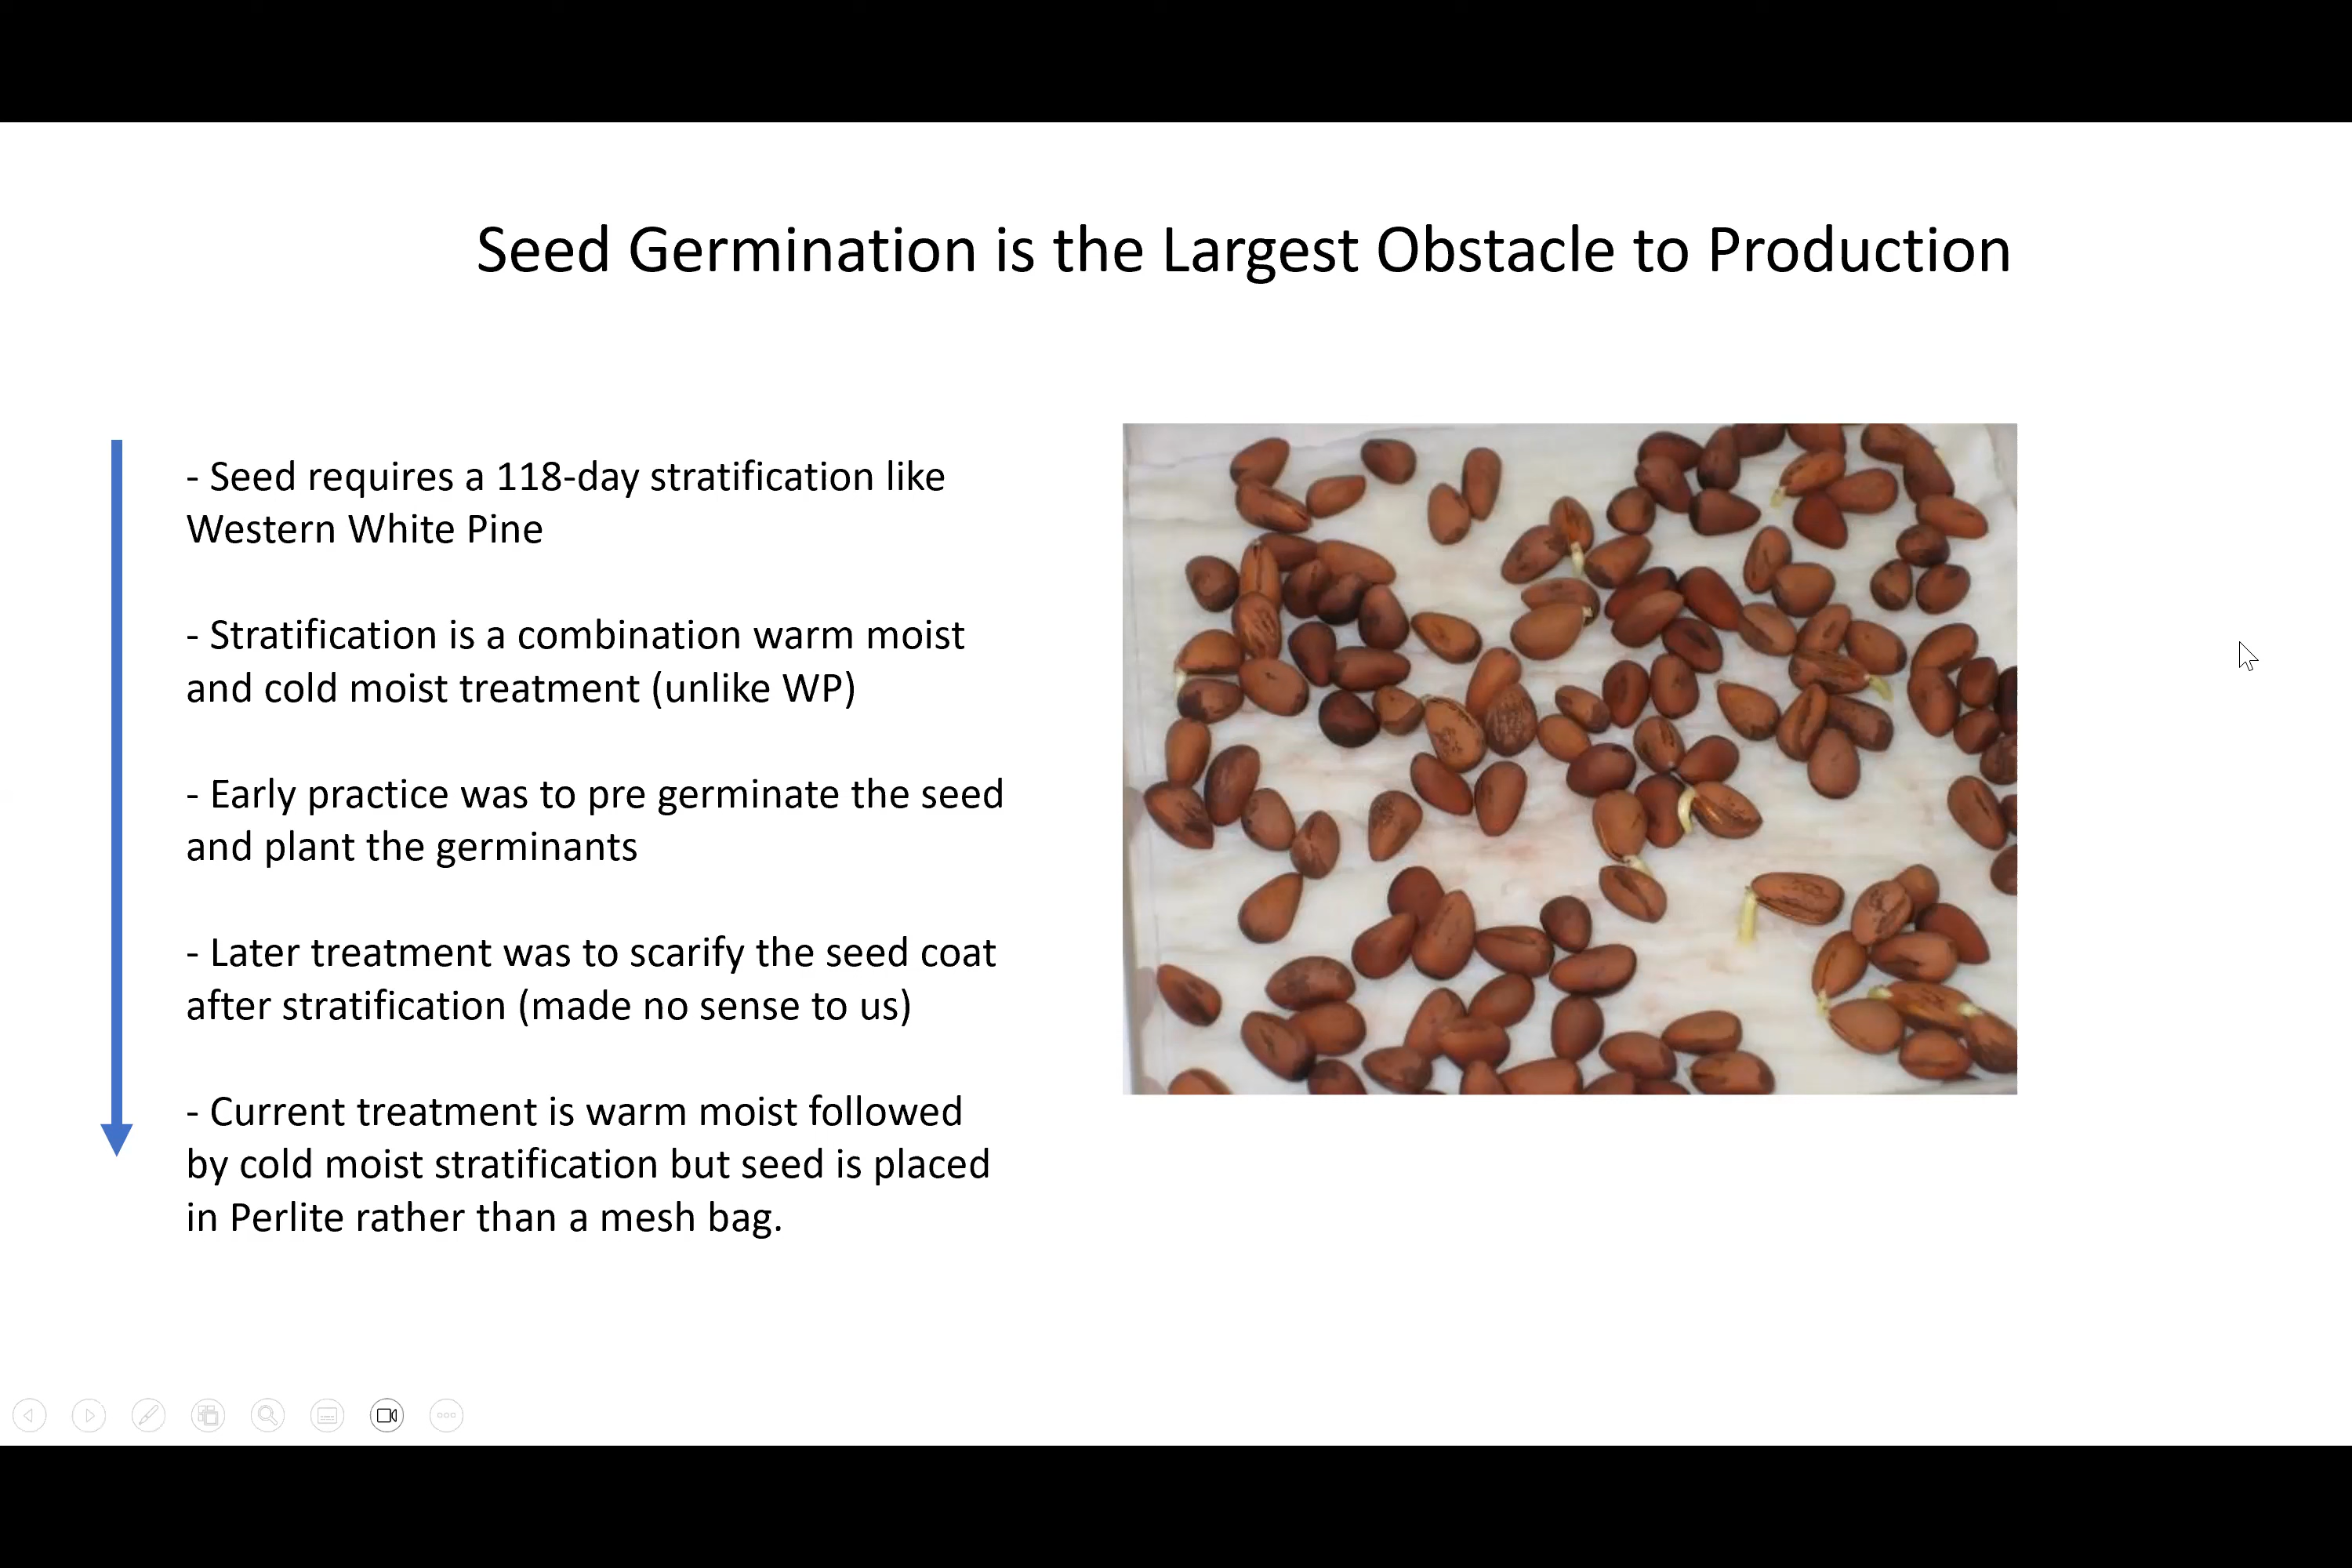 Seed Germination is the Largest Obstacle to Production
- Seed requires a 118-day stratification like
Western White Pine
- Stratification is a combination warm moist
and cold moist treatment (unlike WP)
- Early practice was to pre germinate the seed
and plant the germinants
- Later treatment was to scarify the seed coat
after stratification (made no sense to us)
- Current treatment is warm moist followed
by cold moist stratification but seed is placed
in Perlite rather than a mesh bag.